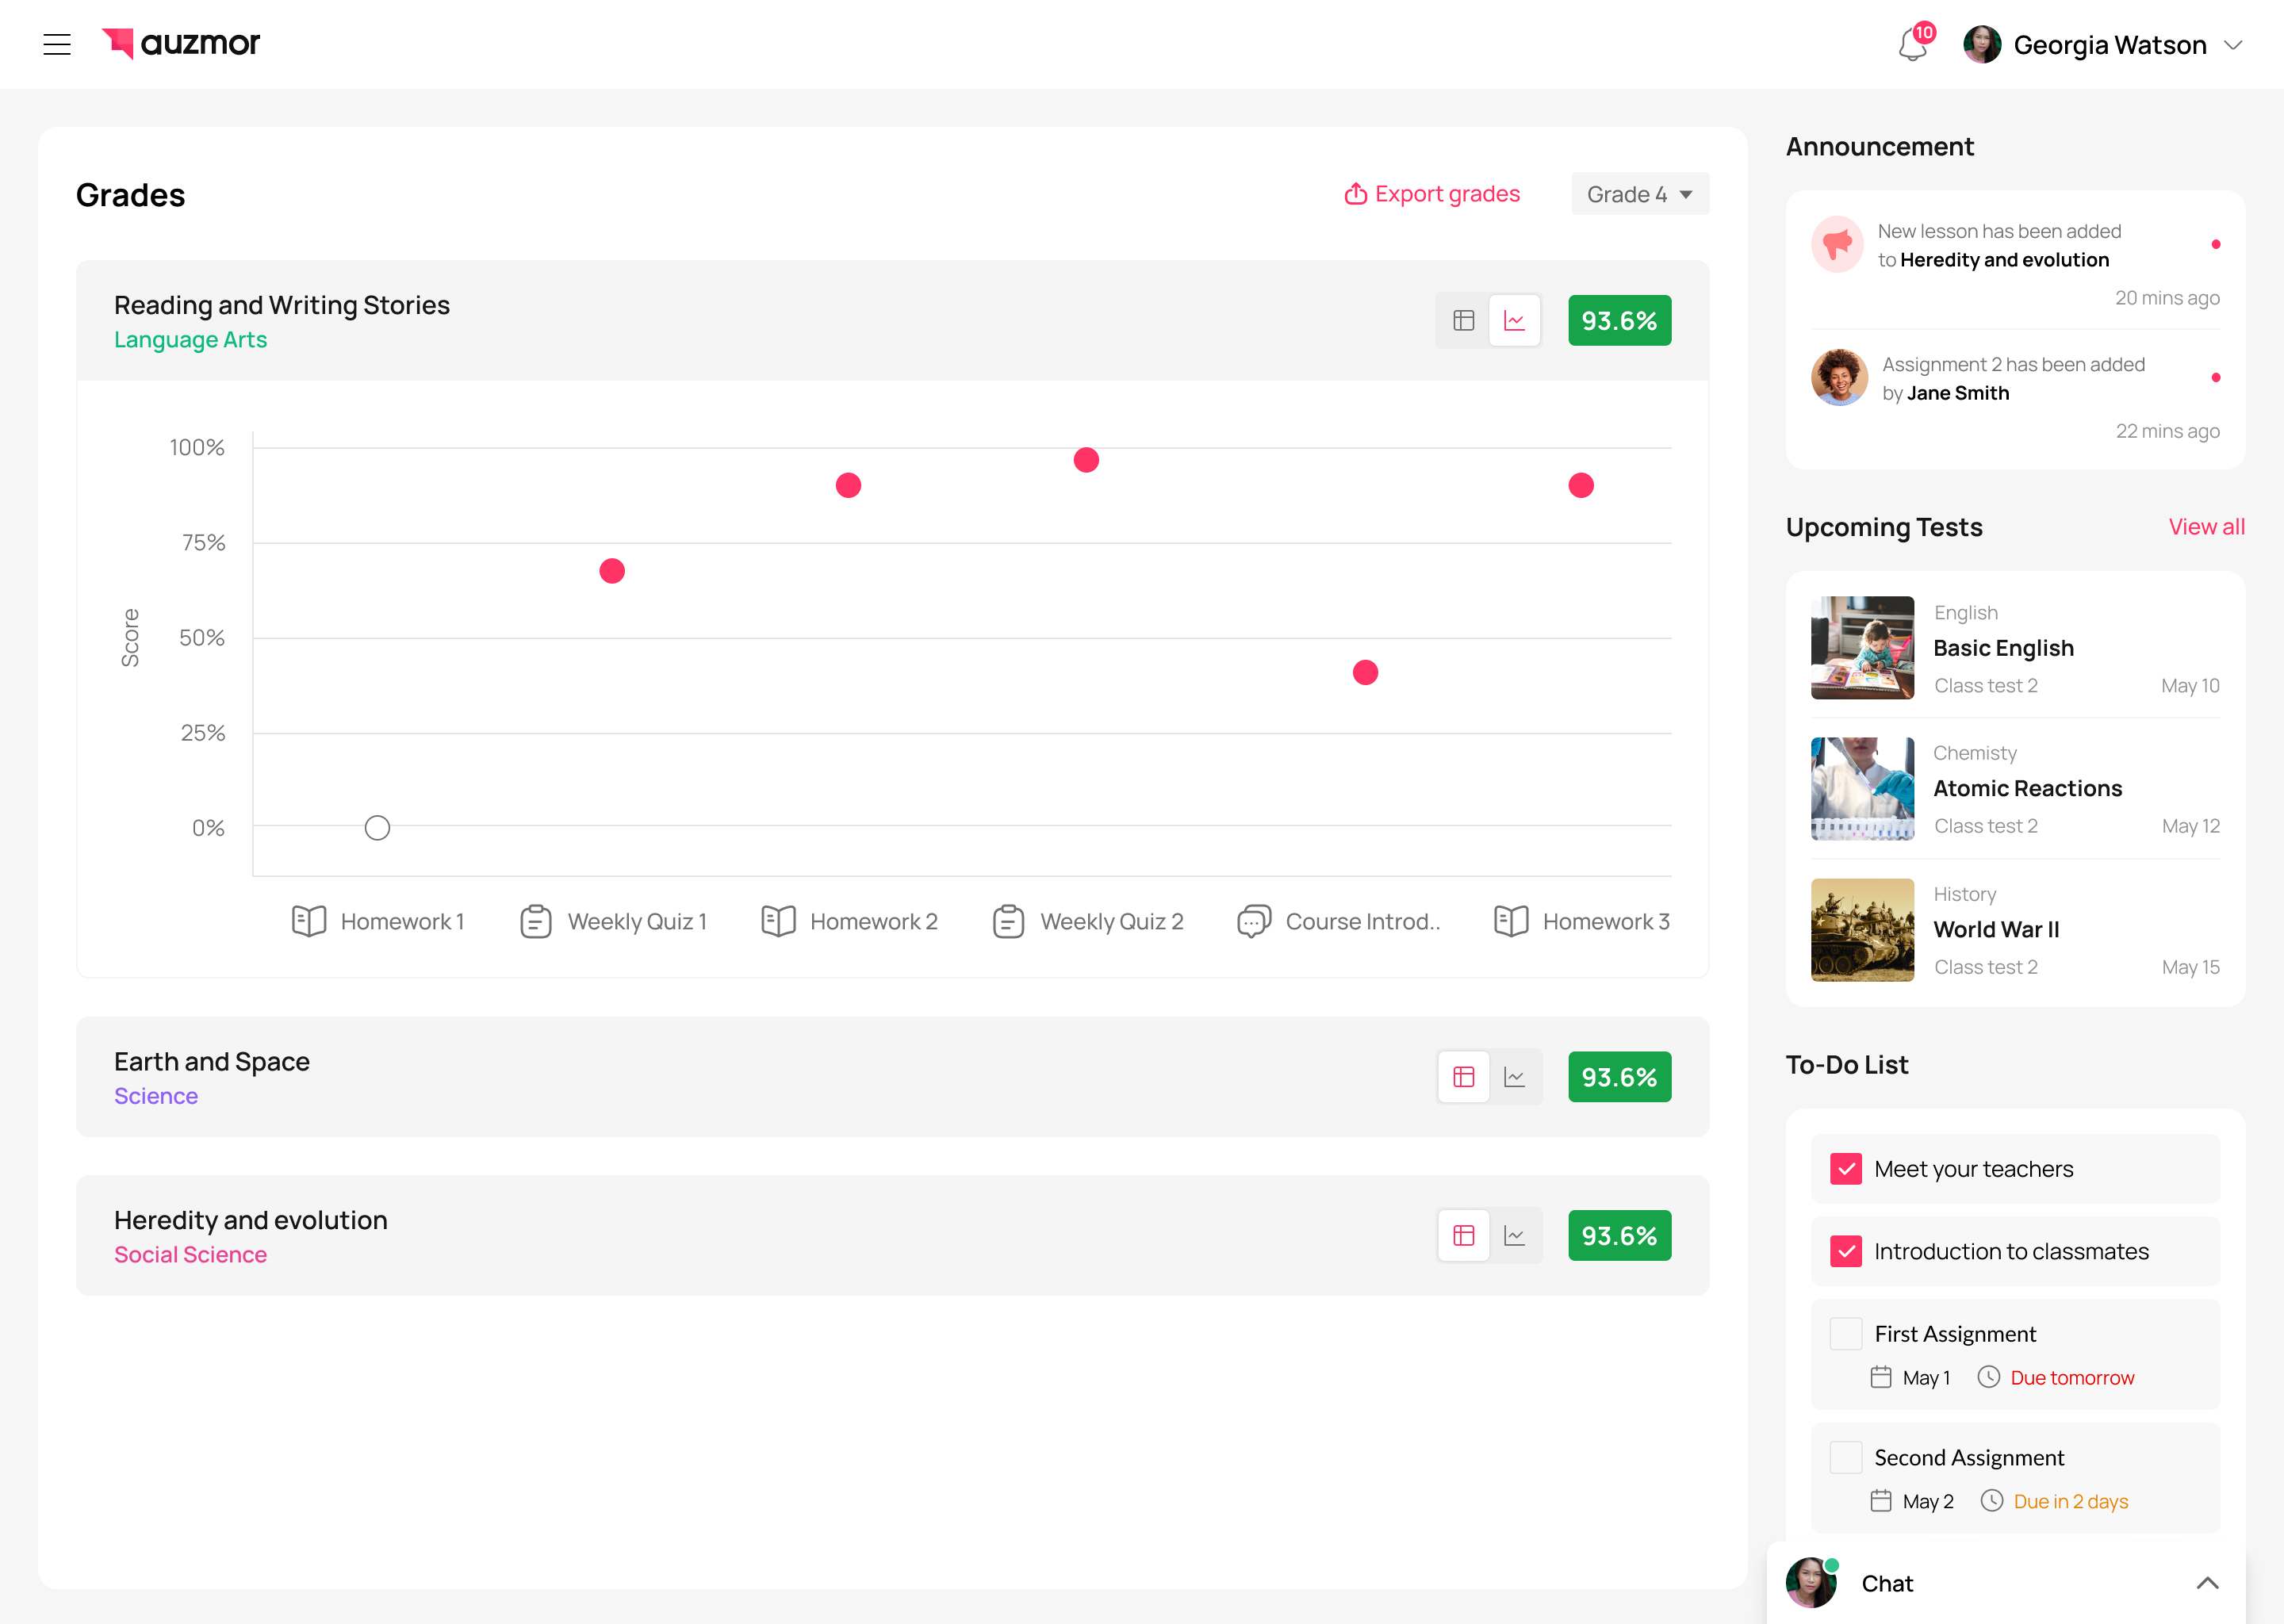 auzmor
10
Georgia Watson
Grades
Export grades
Grade 4
Reading and Writing Stories
Language Arts
93.6%
100%
75%
50%
25%
0%
Score
Homework 1
Weekly Quiz 1
Homework 2
Weekly Quiz 2
Course Introd..
Homework 3
Earth and Space
Science
93.6%
Heredity and evolution
Social Science
93.6%
Announcement
New lesson has been added
to Heredity and evolution
20 mins ago
Assignment 2 has been added
by Jane Smith
22 mins ago
Upcoming Tests
View all
English
Basic English
Class test 2
May 10
Chemisty
Atomic Reactions
Class test 2
May 12
History
World War II
Class test 2
May 15
To-Do List
Meet your teachers
Introduction to classmates
First Assignment
May 1
Due tomorrow
Second Assignment
May 2
Due in 2 days
Chat